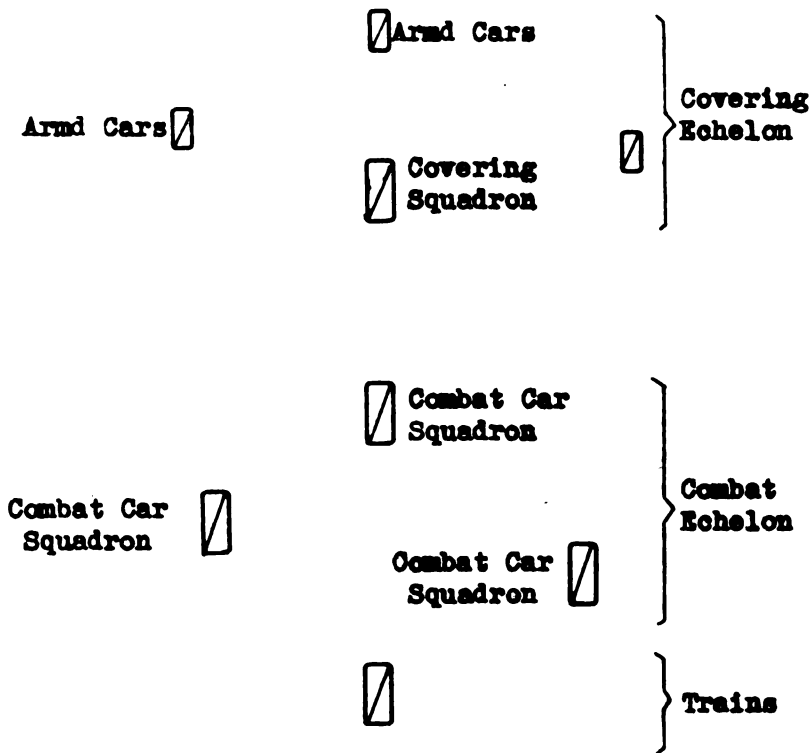 Armd Cars
Armd Cars
Covering
Squadron
Covering
Echelon
Combat Car
Squadron
Combat Car
Squadron
Combat Car
Squadron
Combat
Echelon
Trains